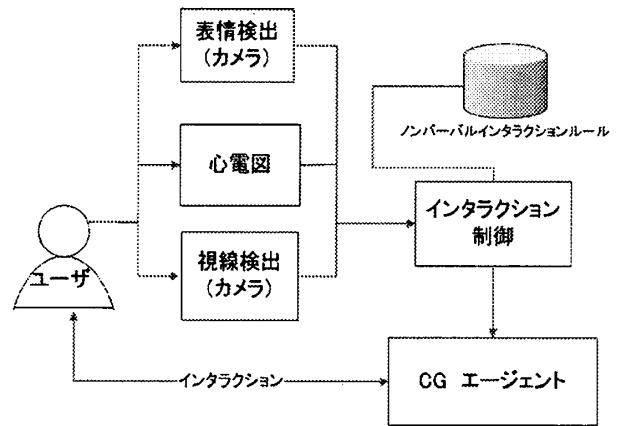 表情検出
(カメラ)
ノンバーバルインタラクションルール
心電図
インタラクション
制御
視線検出
(カメラ)
ユーザ
CG エージェント
インタラクション